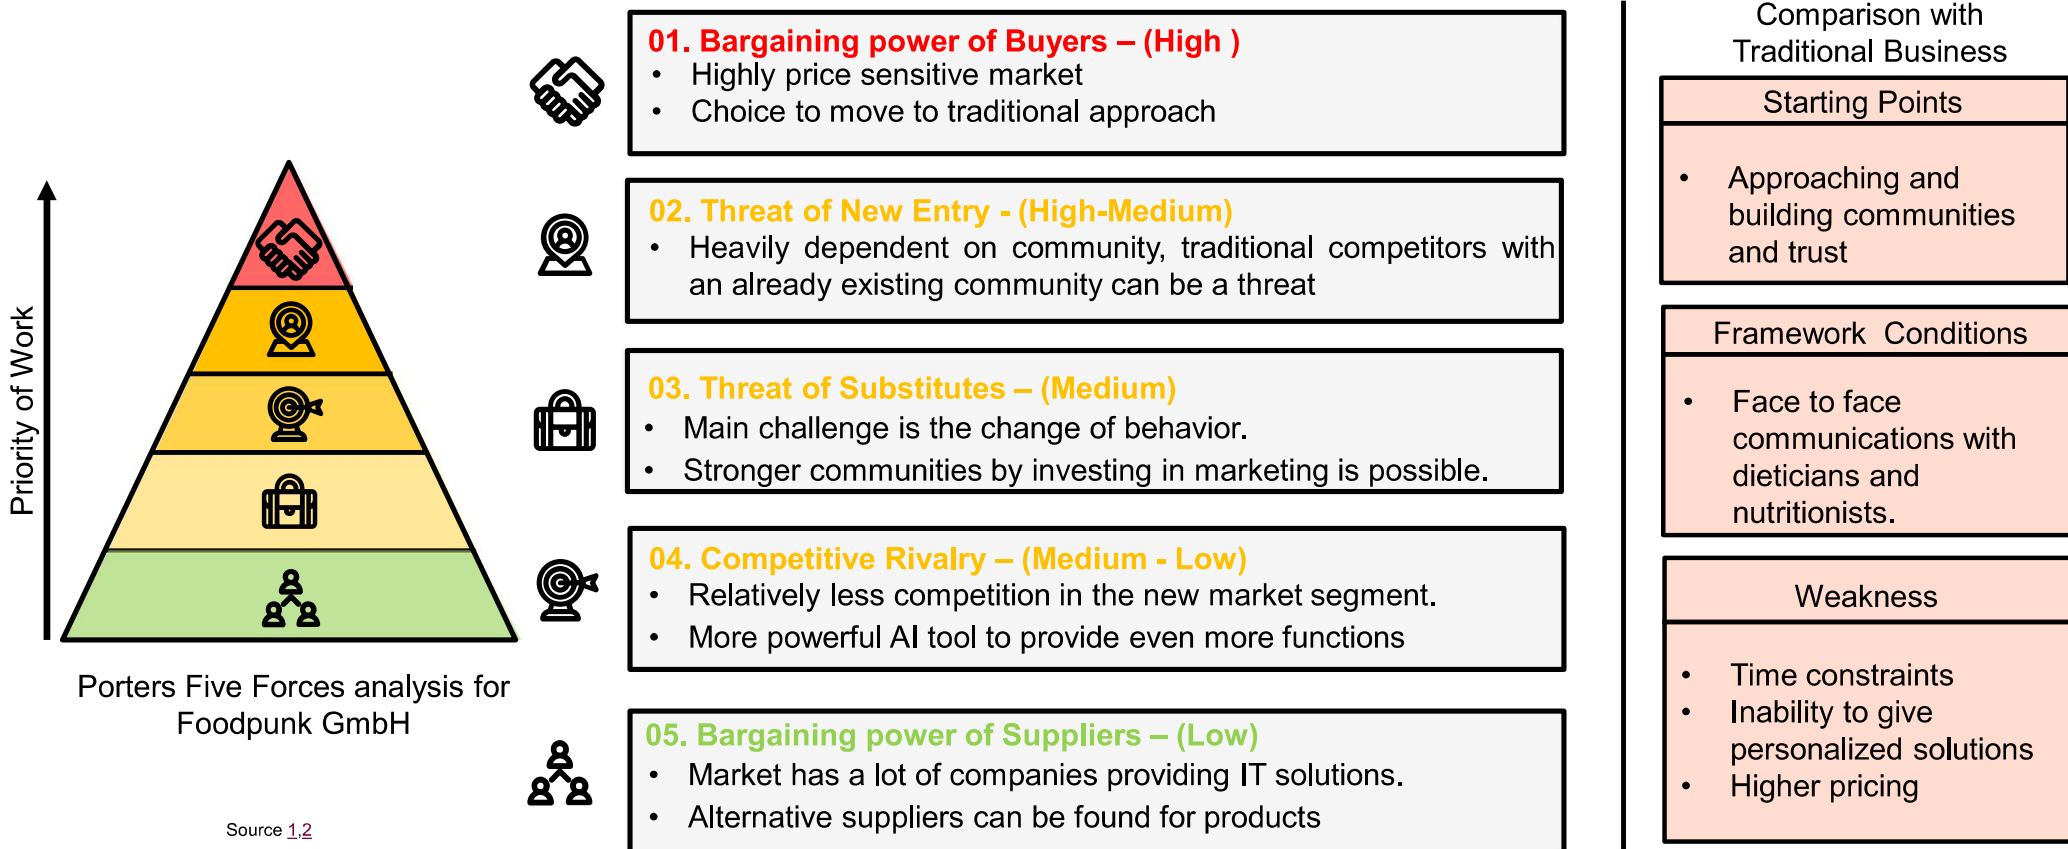 Priority of Work
Porters Five Forces analysis for
Foodpunk GmbH
Source 1,2
01. Bargaining power of Buyers – (High )
• Highly price sensitive market
• Choice to move to traditional approach
02. Threat of New Entry - (High-Medium)
• Heavily dependent on community, traditional competitors with
an already existing community can be a threat
03. Threat of Substitutes – (Medium)
• Main challenge is the change of behavior.
• Stronger communities by investing in marketing is possible.
04. Competitive Rivalry – (Medium - Low)
• Relatively less competition in the new market segment.
• More powerful AI tool to provide even more functions
05. Bargaining power of Suppliers – (Low)
• Market has a lot of companies providing IT solutions.
• Alternative suppliers can be found for products
Comparison with
Traditional Business
Starting Points
• Approaching and
building communities
and trust
Framework Conditions
• Face to face
communications with
dieticians and
nutritionists.
Weakness
• Time constraints
• Inability to give
personalized solutions
• Higher pricing